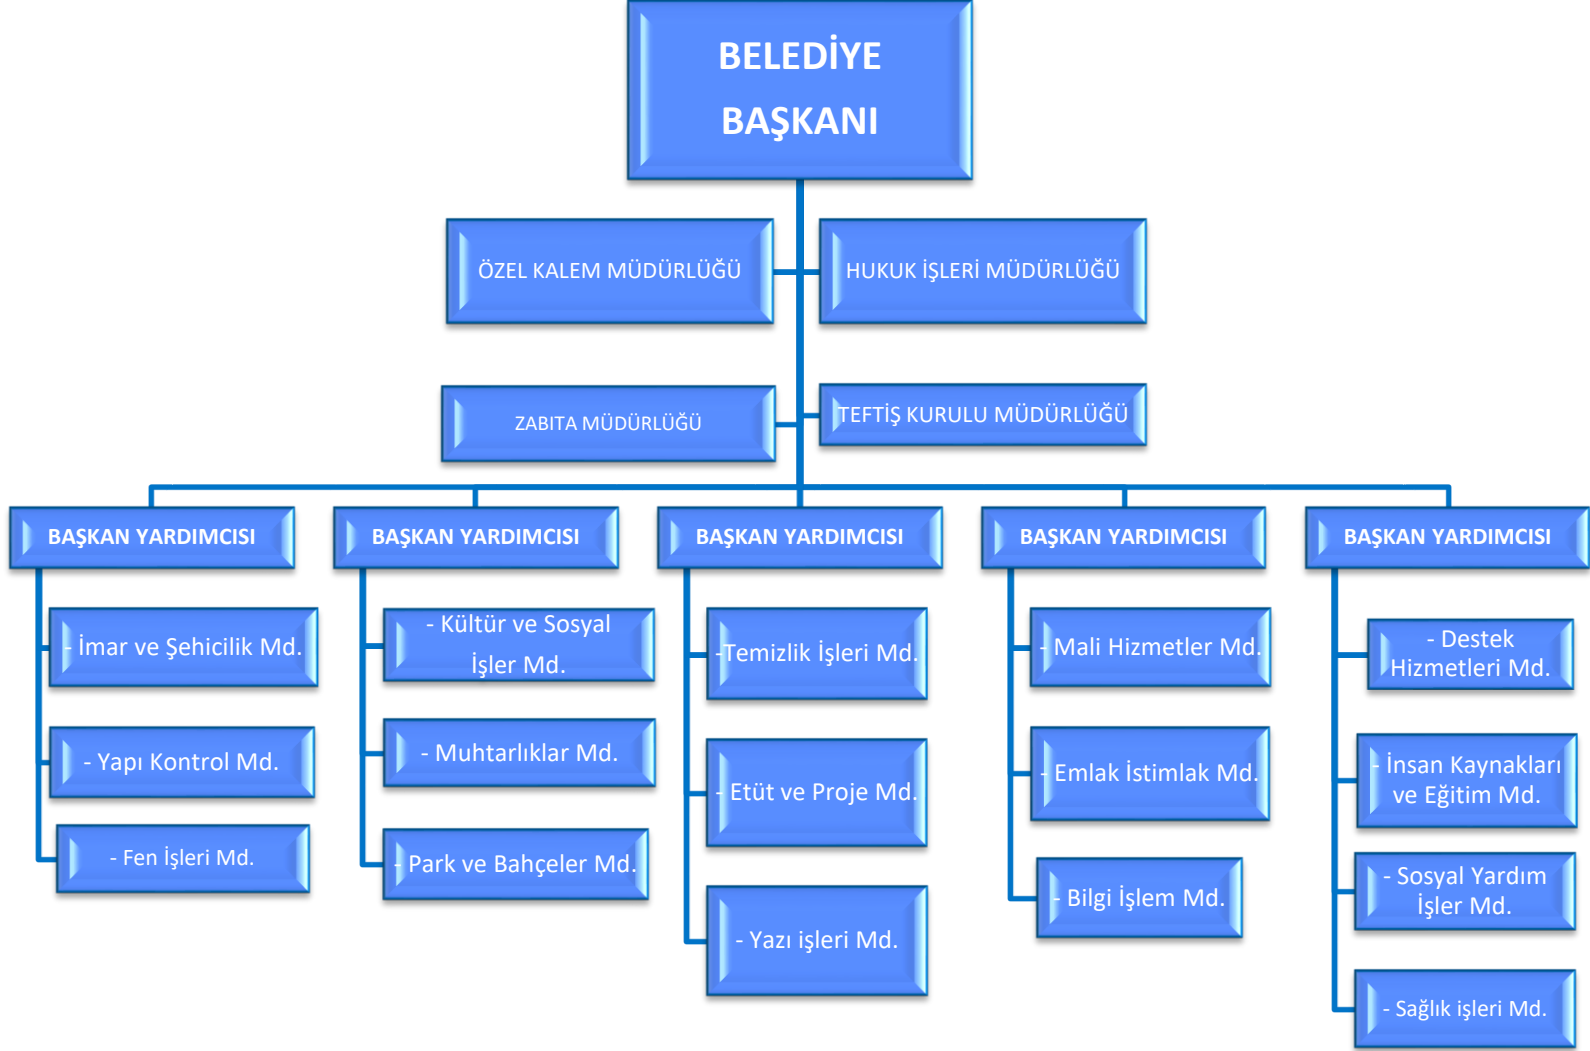 BELEDİYE
BAŞKANI
ÖZEL KALEM MÜDÜRLÜĞÜ
HUKUK İŞLERİ MÜDÜRLÜĞÜ
ZABITA MÜDÜRLÜĞÜ
TEFTİŞ KURULU MÜDÜRLÜĞÜ
BAŞKAN YARDIMCISI
- İmar ve Şehicilik Md.
- Yapı Kontrol Md.
- Fen İşleri Md.
BAŞKAN YARDIMCISI
- Kültür ve Sosyal
İşler Md.
- Muhtarlıklar Md.
- Park ve Bahçeler Md.
BAŞKAN YARDIMCISI
-Temizlik İşleri Md.
- Etüt ve Proje Md.
- Yazı işleri Md.
BAŞKAN YARDIMCISI
- Mali Hizmetler Md.
- Emlak İstimlak Md.
- Bilgi İşlem Md.
BAŞKAN YARDIMCISI
- Destek
Hizmetleri Md.
- İnsan Kaynakları
ve Eğitim Md.
- Sosyal Yardım
İşler Md.
- Sağlık işleri Md.